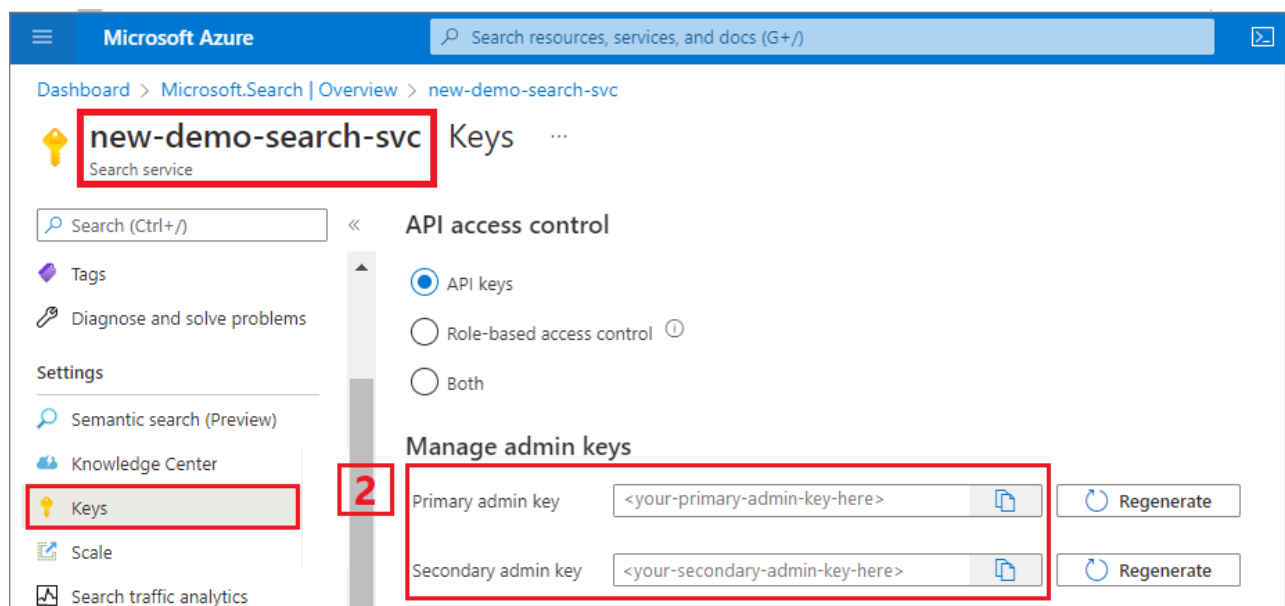 Microsoft Azure
Search resources, services, and docs (G+/)
Dashboard > Microsoft.Search | Overview > new-demo-search-svc
new-demo-search-svc Keys ...
Search service
Search (Ctrl+/)
«
API access control
Tags
API keys
Diagnose and solve problems
Role-based access control
Settings
Both
Semantic search (Preview)
Manage admin keys
Knowledge Center
2
Keys
Primary admin key <your-primary-admin-key-here> Regenerate
Scale
Secondary admin key <your-secondary-admin-key-here> Regenerate
Search traffic analytics